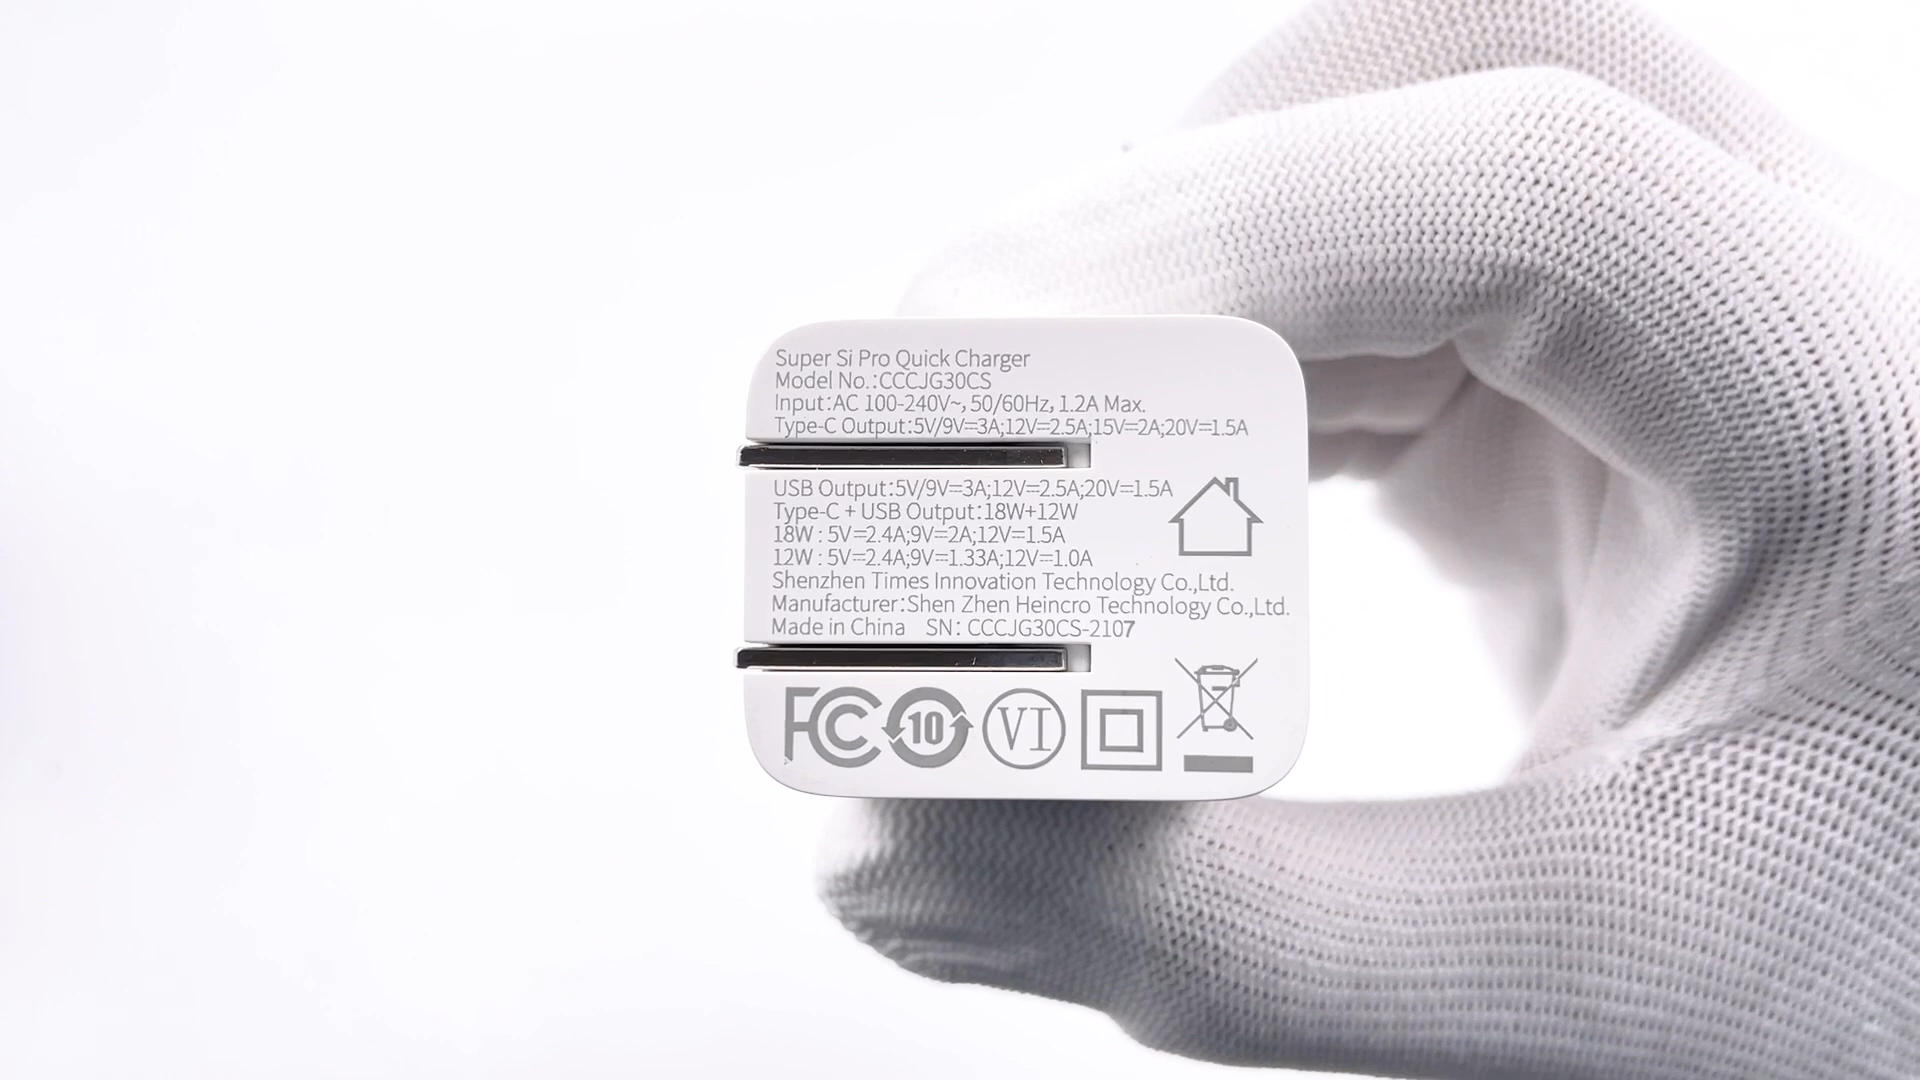 Super Si Pro Quick Charger
Model No.:CCCJG30CS
Input:AC 100-240V~, 50/60Hz, 1.2A Max.
Type-C Output:5V/9V⎓3A;12V⎓2.5A;15V⎓2A;20V⎓1.5A
USB Output:5V/9V⎓3A;12V⎓2.5A;20V⎓1.5A
Type-C + USB Output:18W+12W
18W : 5V⎓2.4A;9V⎓2A;12V⎓1.5A
12W : 5V⎓2.4A;9V⎓1.33A;12V⎓1.0A
Shenzhen Times Innovation Technology Co.,Ltd.
Manufacturer:Shen Zhen Heincro Technology Co.,Ltd.
Made in China SN: CCCJG30CS-2107
FC 10 VI